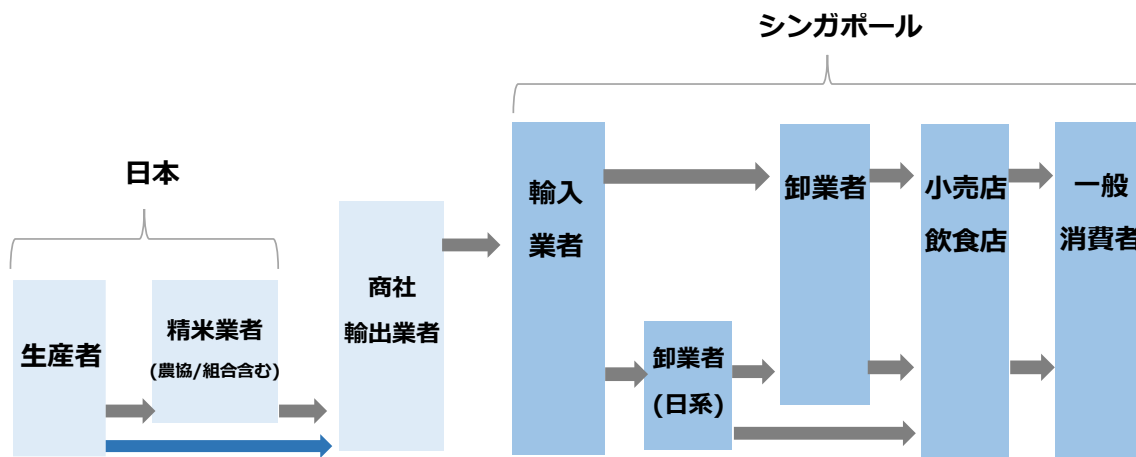 シンガポール
日本
生産者
精米業者
(農協/組合含む)
商社
輸出業者
輸入
業者
卸業者
(日系)
卸業者
小売店
飲食店
一般
消費者